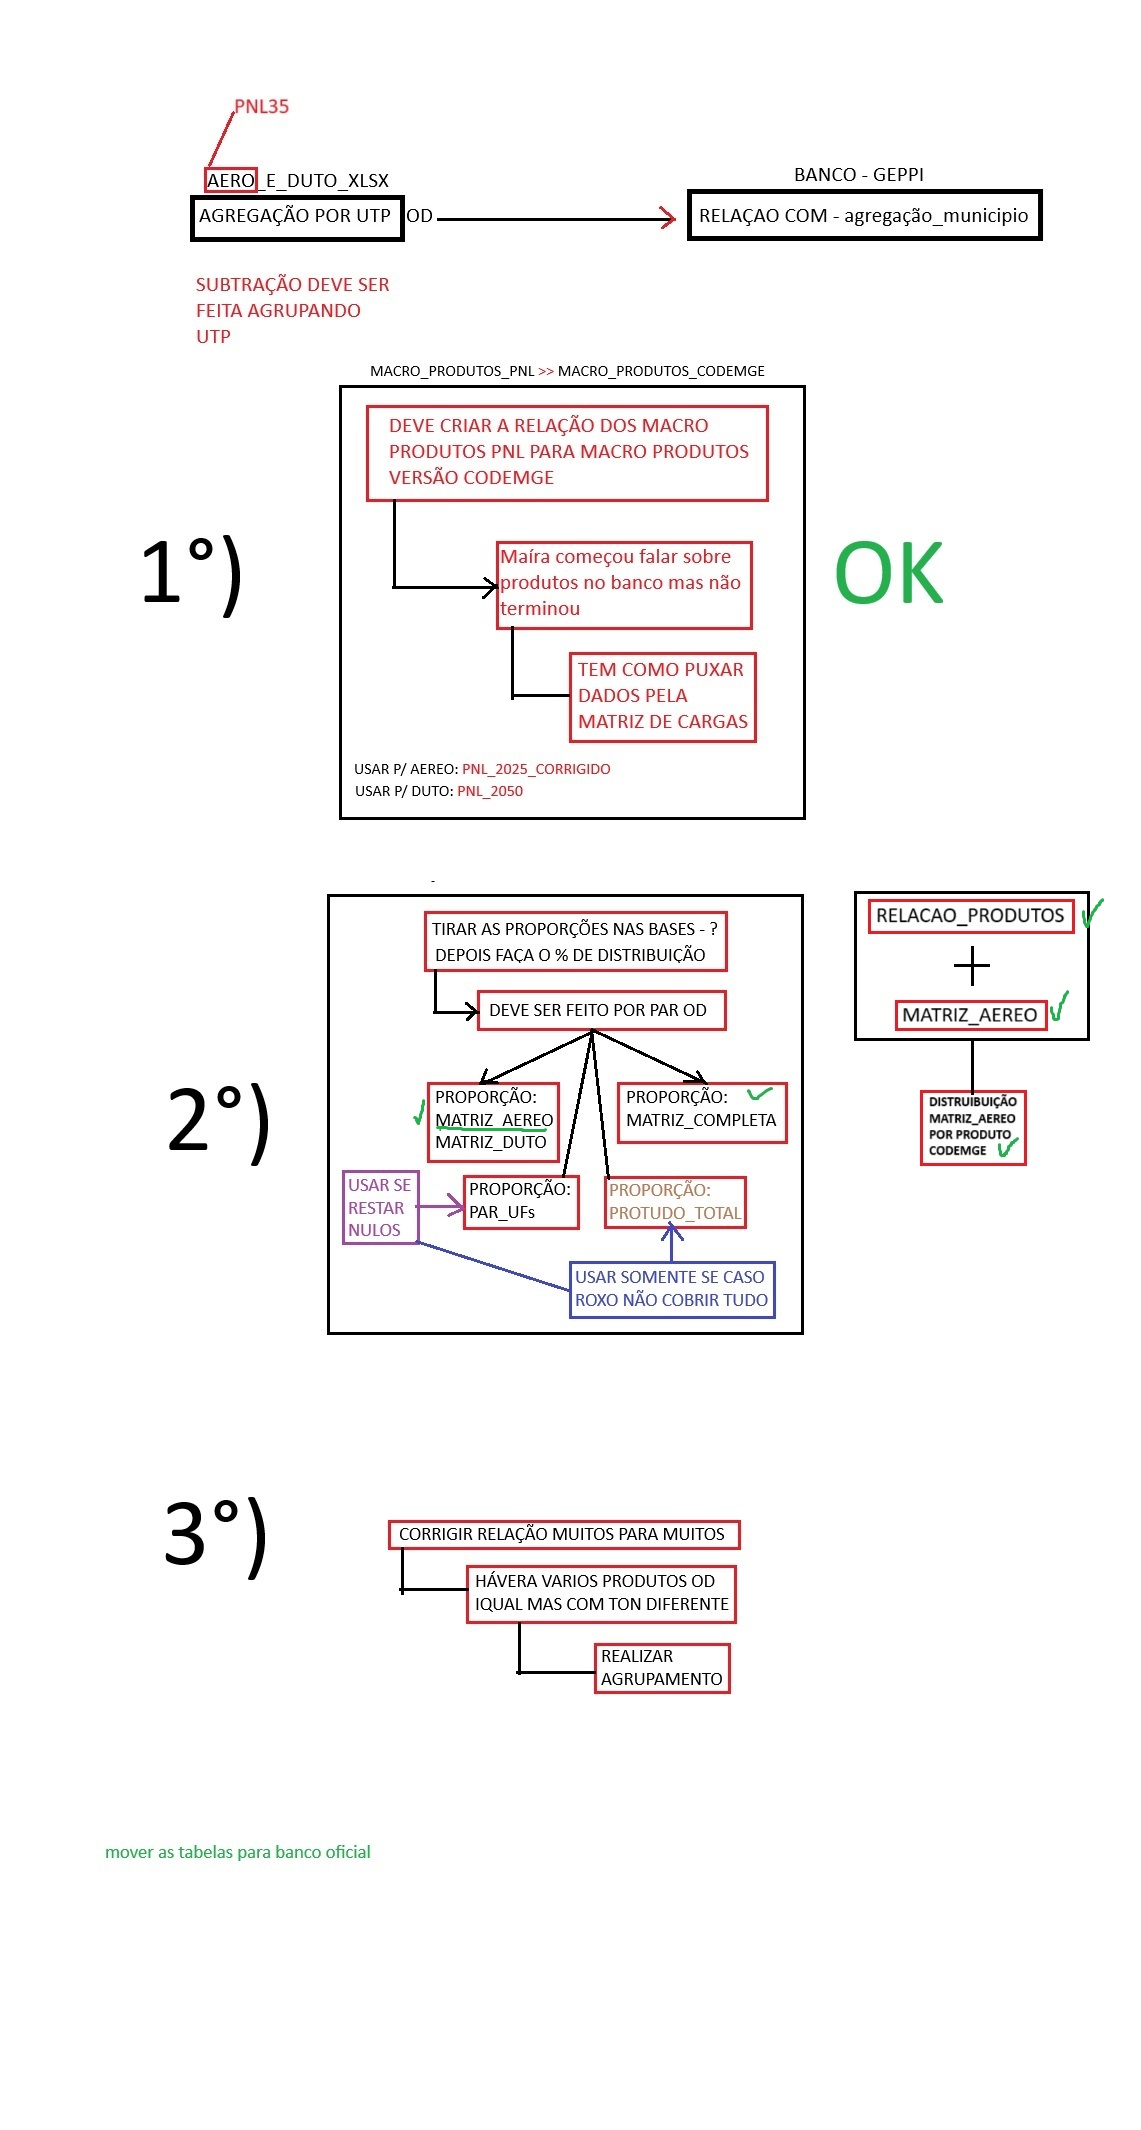 PNL35
AERO_E_DUTO_XLSX
AGREGAÇÃO POR UTP OD
BANCO - GEPPI
RELAÇAO COM - agregação_municipio
SUBTRAÇÃO DEVE SER
FEITA AGRUPANDO
UTP
MACRO_PRODUTOS_PNL >> MACRO_PRODUTOS_CODEMGE
1°)
DEVE CRIAR A RELAÇÃO DOS MACRO
PRODUTOS PNL PARA MACRO PRODUTOS
VERSÃO CODEMGE
Maíra começou falar sobre
produtos no banco mas não
terminou
TEM COMO PUXAR
DADOS PELA
MATRIZ DE CARGAS
USAR P/ AEREO: PNL_2025_CORRIGIDO
USAR P/ DUTO: PNL_2050
OK
-
2°)
TIRAR AS PROPORÇÕES NAS BASES - ?
DEPOIS FAÇA O % DE DISTRIBUIÇÃO
DEVE SER FEITO POR PAR OD
PROPORÇÃO:
MATRIZ_AEREO
MATRIZ_DUTO
PROPORÇÃO:
MATRIZ_COMPLETA
USAR SE
RESTAR
NULOS
PROPORÇÃO:
PAR_UFs
PROPORÇÃO:
PROTUDO_TOTAL
USAR SOMENTE SE CASO
ROXO NÃO COBRIR TUDO
RELACAO_PRODUTOS
+
MATRIZ_AEREO
DISTRUIBUIÇÃO
MATRIZ_AEREO
POR PRODUTO
CODEMGE
3°)
CORRIGIR RELAÇÃO MUITOS PARA MUITOS
HÁVERA VARIOS PRODUTOS OD
IQUAL MAS COM TON DIFERENTE
REALIZAR
AGRUPAMENTO
mover as tabelas para banco oficial